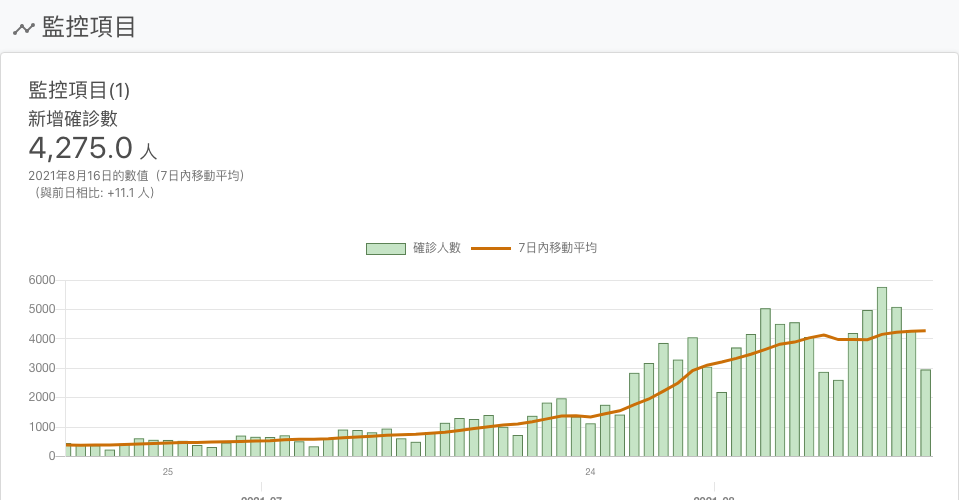 監控項目
監控項目(1)
新增確診數
4,275.0 人
2021年8月16日的數值（7日內移動平均）
（與前日相比: +11.1 人）
確診人數 7日內移動平均
6000
5000
4000
3000
2000
1000
0
25 24
2021-07 2021-08